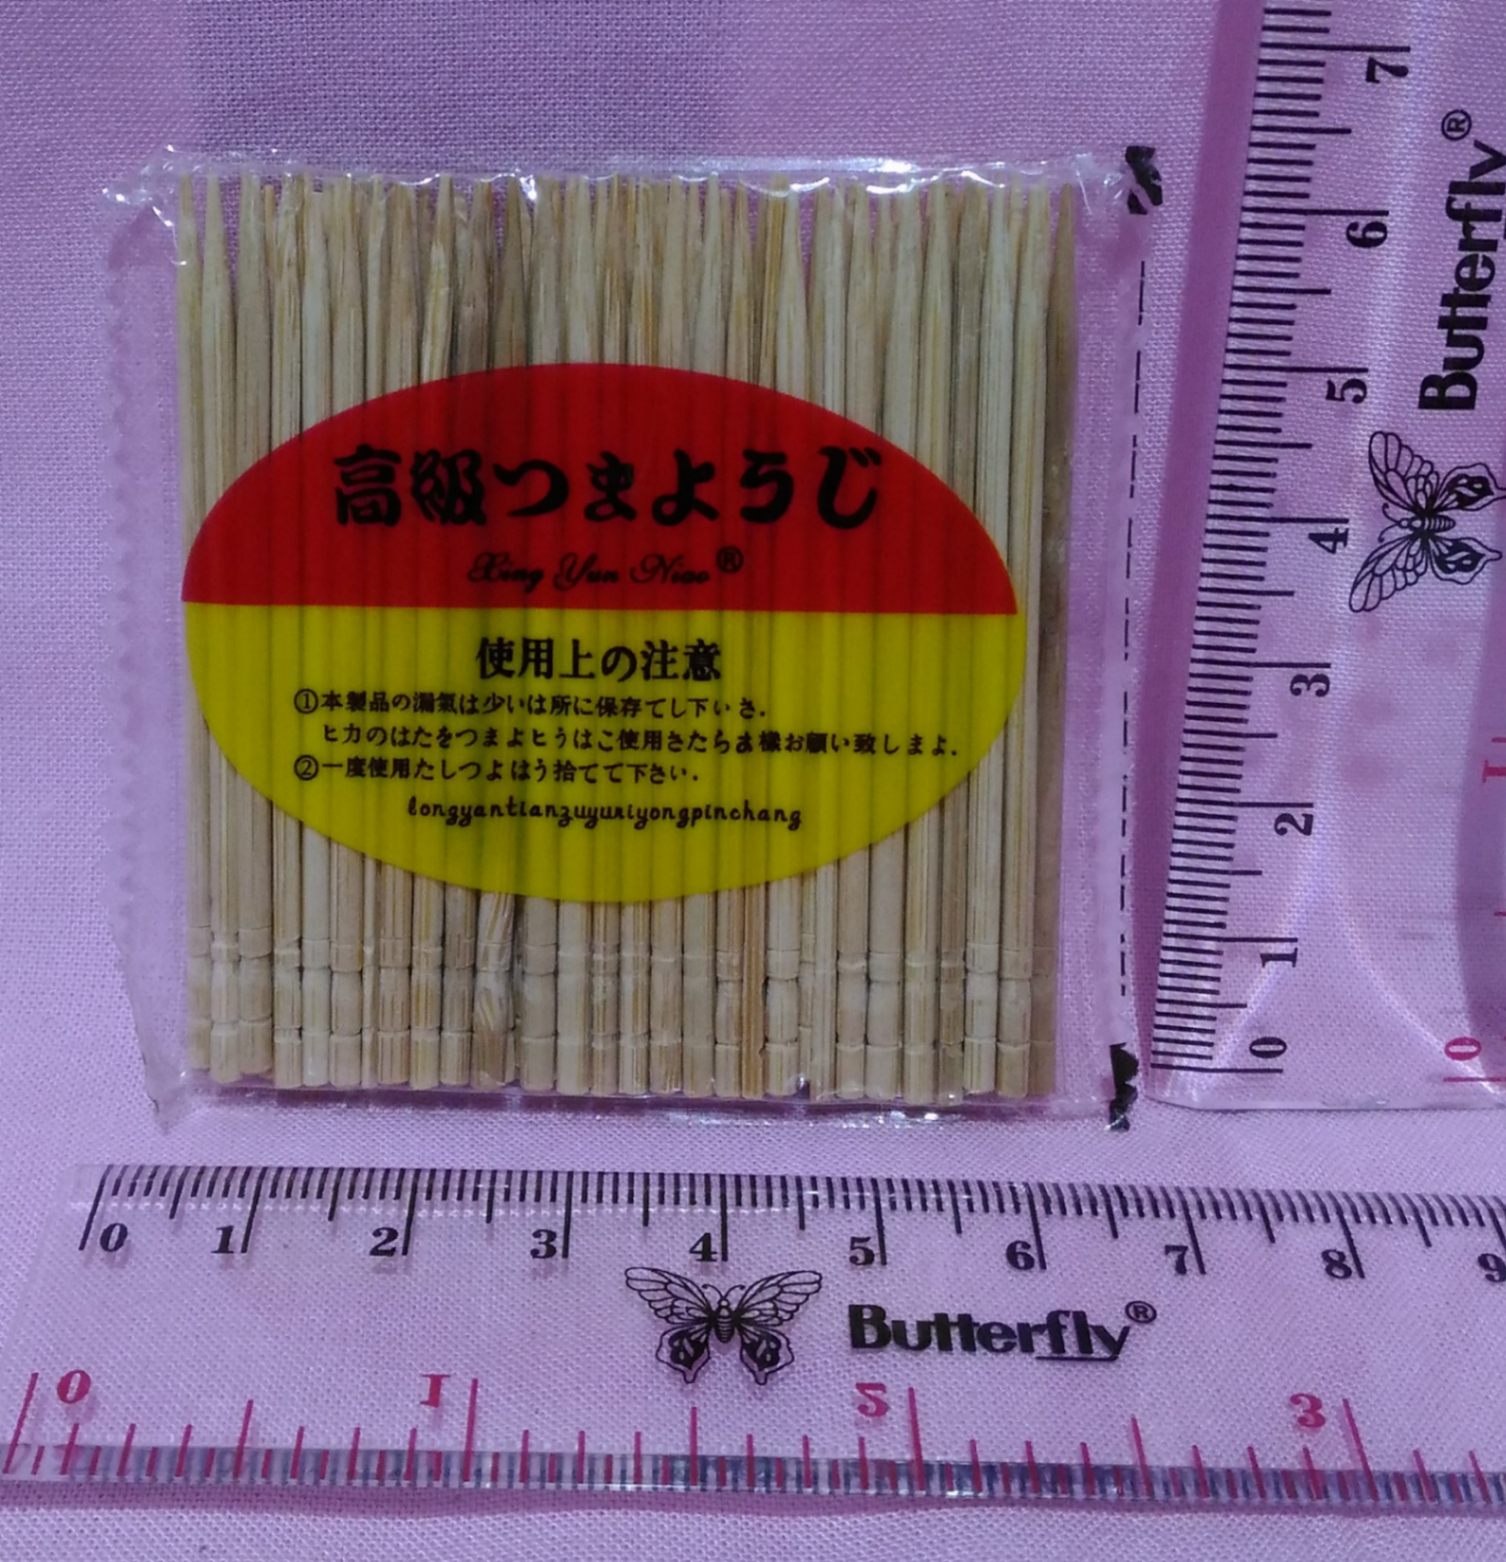 高級つまようじ
Xing Yun Niao®
使用上の注意
①本製品の漏氣は少いは所に保存てし下いさ.
ヒカのはたをつまよヒうはこ使用さたらま様お願い致しまよ.
②一度使用たしつよはう拾てて下さい.
longyantianzuyuriyongpinchang
0 1 2 3 4 5 6 7 8 9
Butterfly®
0 1 2 3
7
6
5
4
3
2
1
0
Butterfly®
1
0